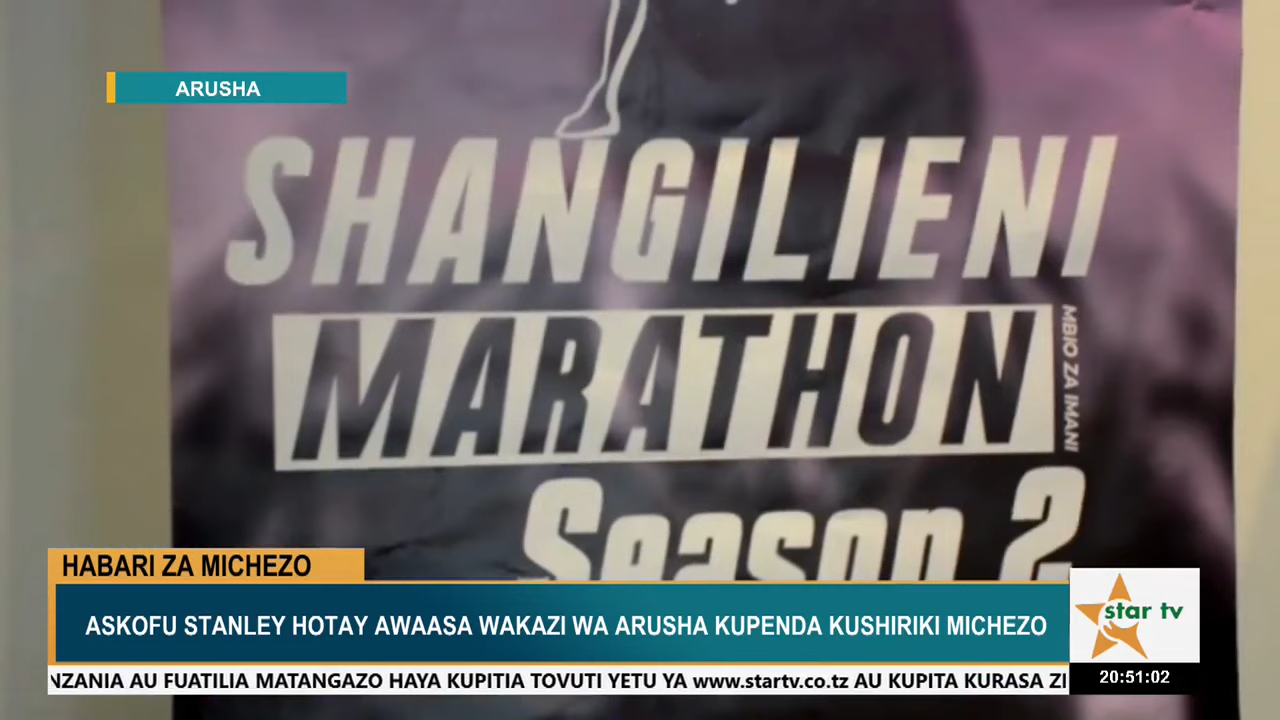 ARUSHA
SHANGILIENI
MARATHON
MBIO ZA IMANI
Season 2
HABARI ZA MICHEZO
ASKOFU STANLEY HOTAY AWAASA WAKAZI WA ARUSHA KUPENDA KUSHIRIKI MICHEZO
star tv
NZANIA AU FUATILIA MATANGAZO HAYA KUPITIA TOVUTI YETU YA www.startv.co.tz AU KUPITA KURASA ZI
20:51:02